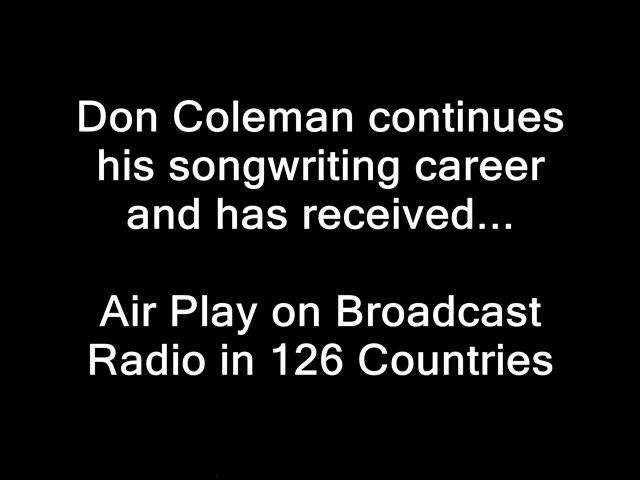 Don Coleman continues
his songwriting career
and has received...
Air Play on Broadcast
Radio in 126 Countries